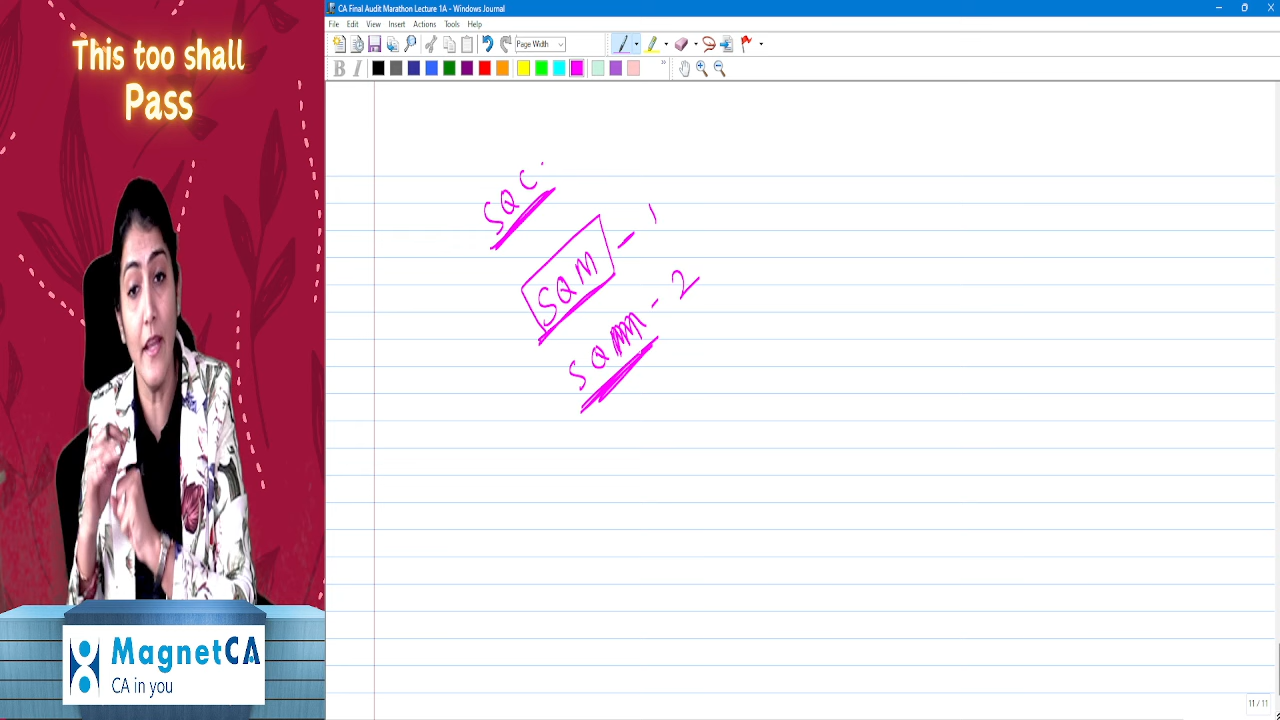 This too shall
Pass
MagnetCA
CA in you
CA Final Audit Marathon Lecture 1A - Windows Journal
File Edit View Insert Actions Tools Help
Page Width
B I
SQC
SQM - 1
SQMM - 2
11 / 11